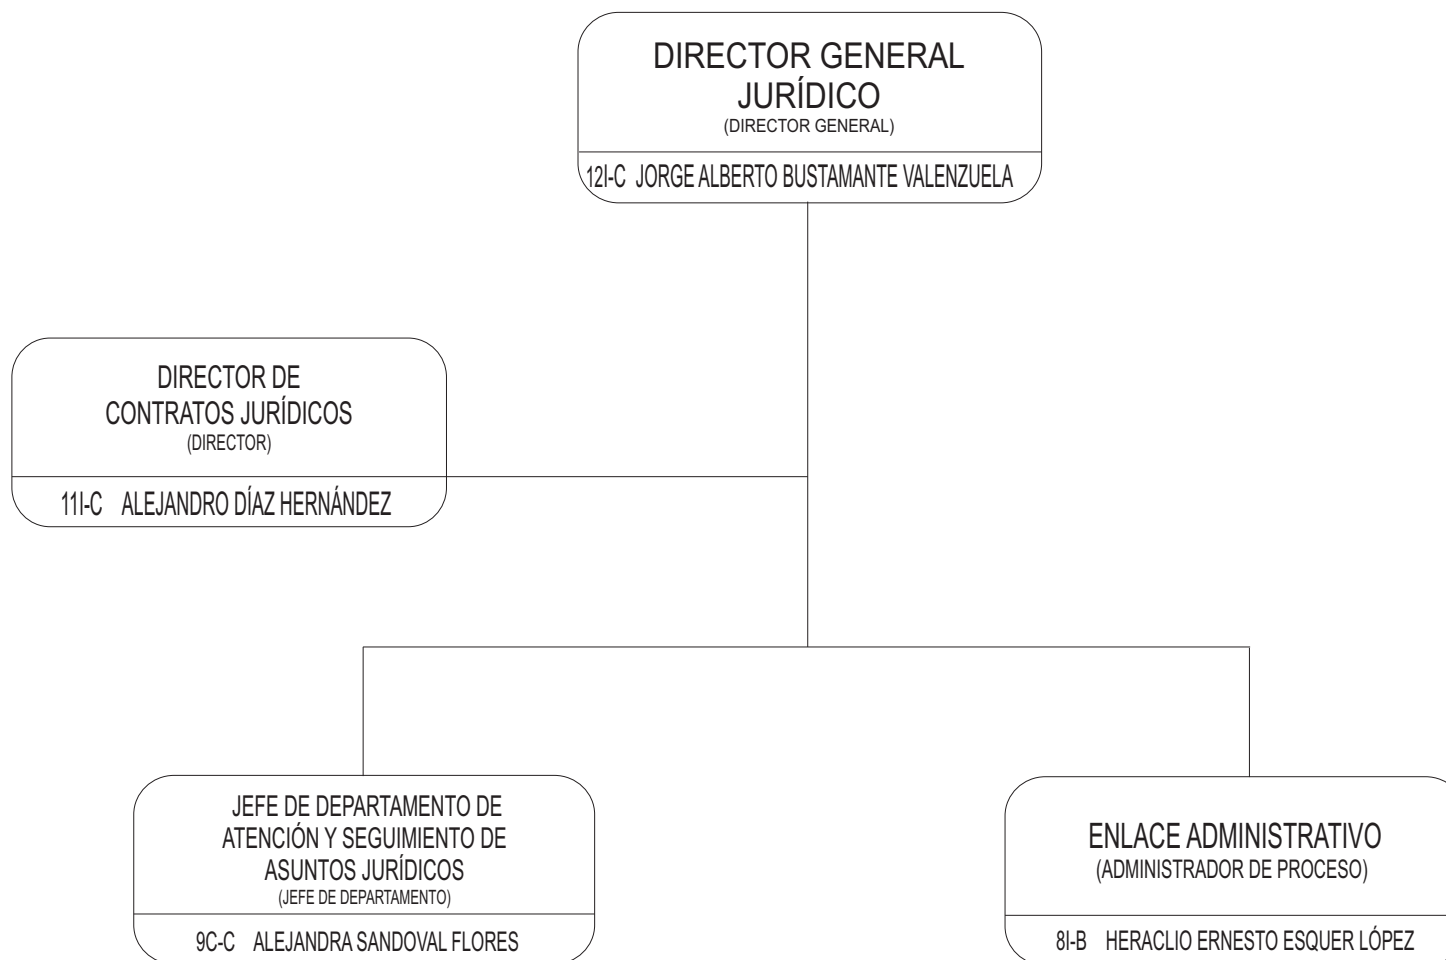 DIRECTOR GENERAL
JURÍDICO
(DIRECTOR GENERAL)
12I-C JORGE ALBERTO BUSTAMANTE VALENZUELA
DIRECTOR DE
CONTRATOS JURÍDICOS
(DIRECTOR)
11I-C ALEJANDRO DÍAZ HERNÁNDEZ
JEFE DE DEPARTAMENTO DE
ATENCIÓN Y SEGUIMIENTO DE
ASUNTOS JURÍDICOS
(JEFE DE DEPARTAMENTO)
9C-C ALEJANDRA SANDOVAL FLORES
ENLACE ADMINISTRATIVO
(ADMINISTRADOR DE PROCESO)
8I-B HERACLIO ERNESTO ESQUER LÓPEZ